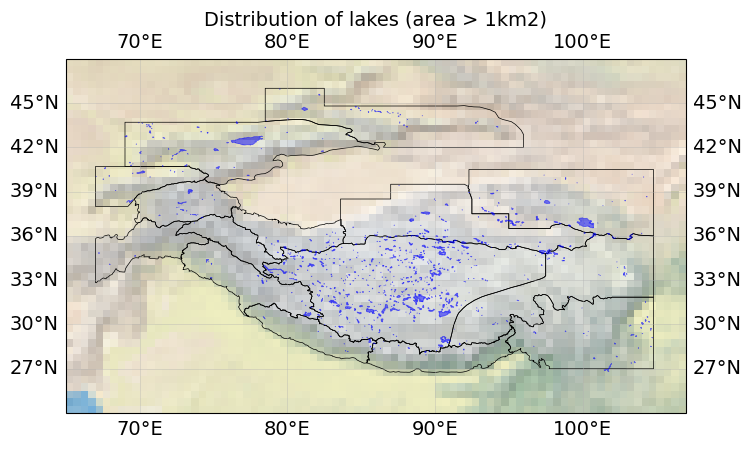 Distribution of lakes (area > 1km2)
70°E 80°E 90°E 100°E
45°N 45°N
42°N 42°N
39°N 39°N
36°N 36°N
33°N 33°N
30°N 30°N
27°N 27°N
70°E 80°E 90°E 100°E